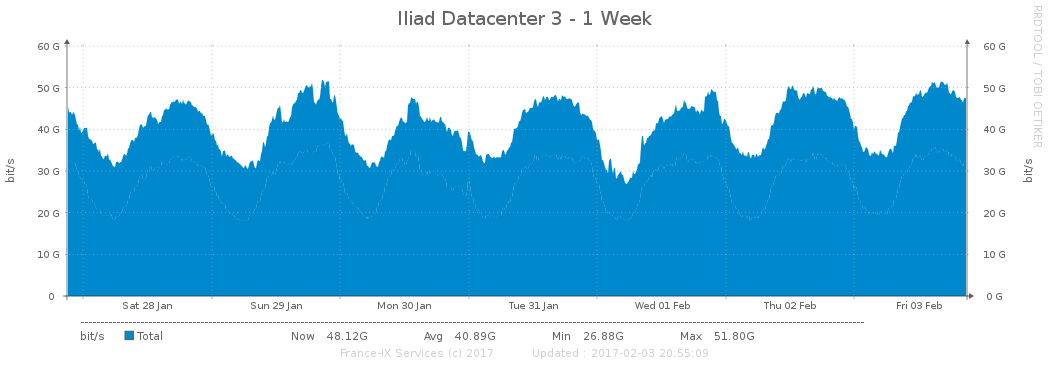 Iliad Datacenter 3 - 1 Week
RRDTOOL / TOBI OETIKER
60 G 60 G
50 G 50 G
40 G 40 G
30 G 30 G
20 G 20 G
10 G 10 G
0 0 G
bit/s
bit/s
Sat 28 Jan Sun 29 Jan Mon 30 Jan Tue 31 Jan Wed 01 Feb Thu 02 Feb Fri 03 Feb
bit/s Total Now 48.12G Avg 40.89G Min 26.88G Max 51.80G
France-IX Services (c) 2017 Updated : 2017-02-03 20:55:09